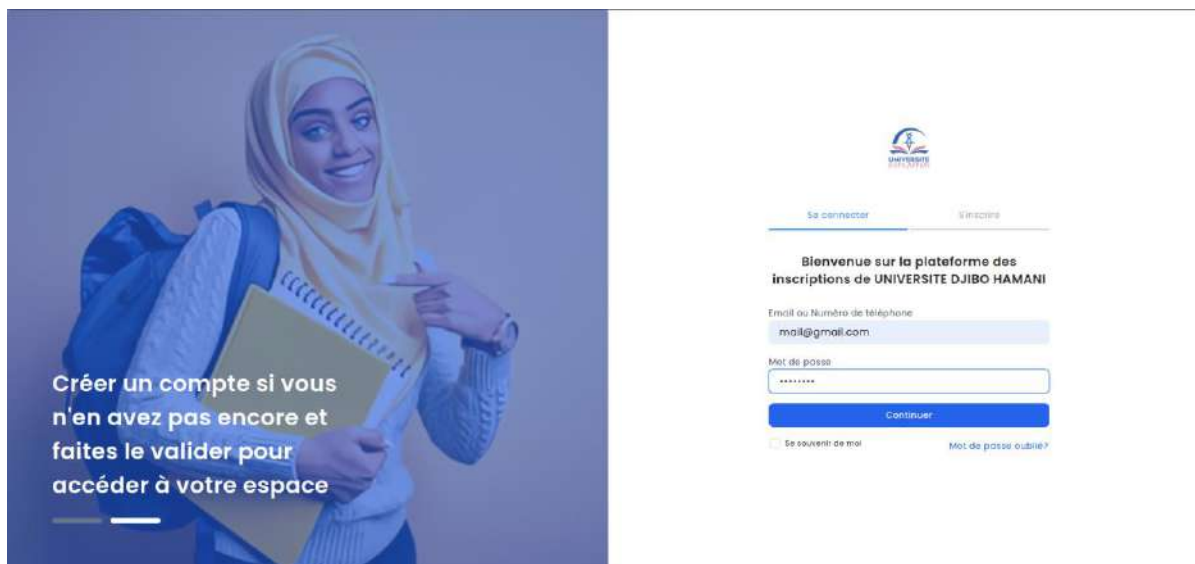 Créer un compte si vous
n'en avez pas encore et
faites le valider pour
accéder à votre espace
UNIVERSITE
Se connecter
S'inscrire
Bienvenue sur la plateforme des
inscriptions de UNIVERSITE DJIBO HAMANI
Email ou Numéro de téléphone
mail@gmail.com
Mot de passe
••••••••
Continuer
Se souvenir de moi
Mot de passe oublié?